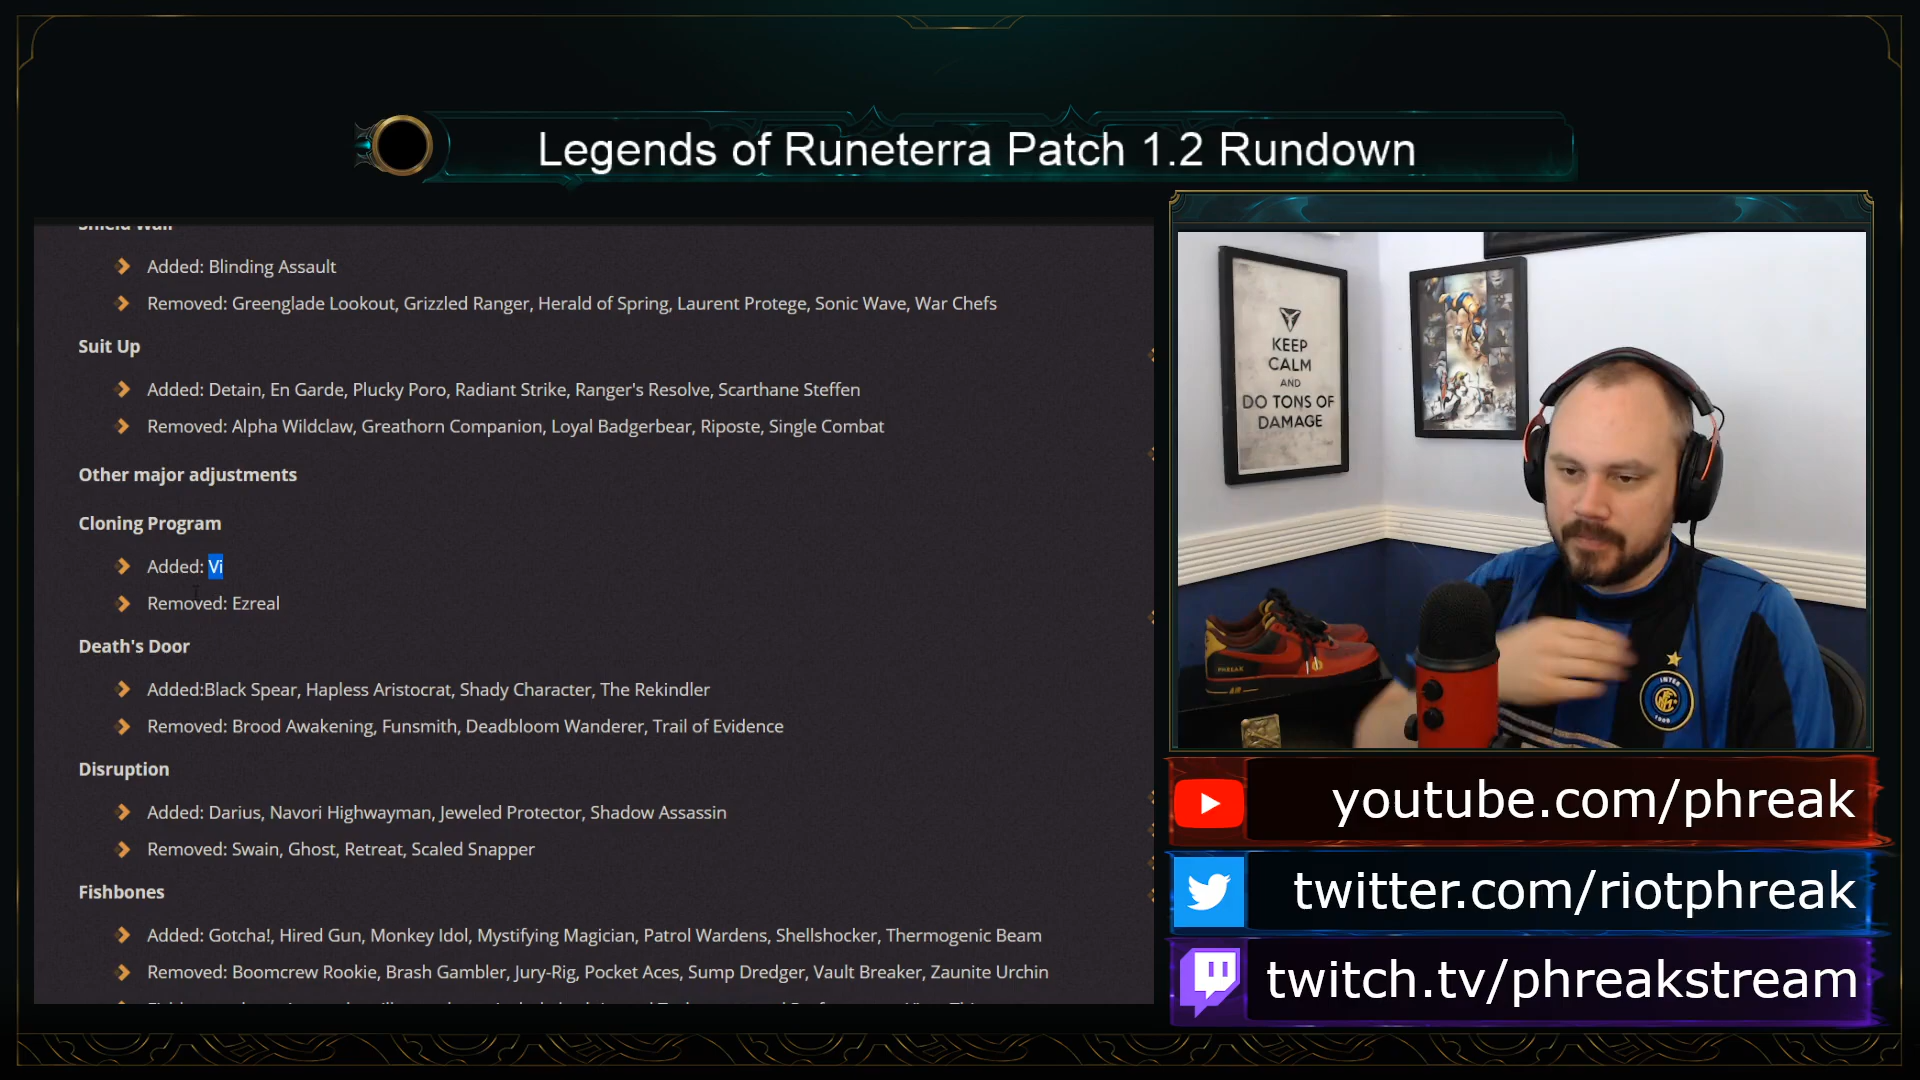 Legends of Runeterra Patch 1.2 Rundown
Shield Wall
Added: Blinding Assault
Removed: Greenglade Lookout, Grizzled Ranger, Herald of Spring, Laurent Protege, Sonic Wave, War Chefs
Suit Up
Added: Detain, En Garde, Plucky Poro, Radiant Strike, Ranger's Resolve, Scarthane Steffen
Removed: Alpha Wildclaw, Greathorn Companion, Loyal Badgerbear, Riposte, Single Combat
Other major adjustments
Cloning Program
Added: Vi
Removed: Ezreal
Death's Door
Added:Black Spear, Hapless Aristocrat, Shady Character, The Rekindler
Removed: Brood Awakening, Funsmith, Deadbloom Wanderer, Trail of Evidence
Disruption
Added: Darius, Navori Highwayman, Jeweled Protector, Shadow Assassin
Removed: Swain, Ghost, Retreat, Scaled Snapper
Fishbones
Added: Gotcha!, Hired Gun, Monkey Idol, Mystifying Magician, Patrol Wardens, Shellshocker, Thermogenic Beam
Removed: Boomcrew Rookie, Brash Gambler, Jury-Rig, Pocket Aces, Sump Dredger, Vault Breaker, Zaunite Urchin
KEEP
CALM
AND
DO TONS OF
DAMAGE
PHREAK
AIR
INTER
youtube.com/phreak
twitter.com/riotphreak
twitch.tv/phreakstream